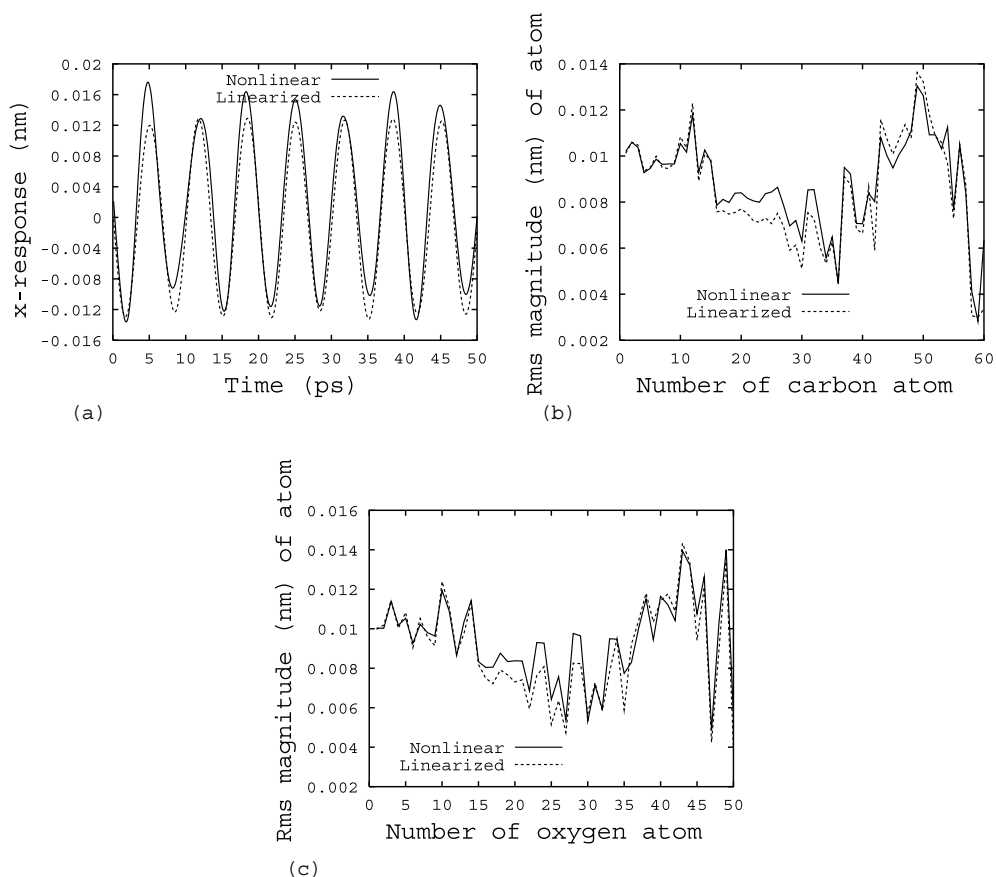 x-response (nm)
0.02
0.016
0.012
0.008
0.004
0
-0.004
-0.008
-0.012
-0.016
Nonlinear
Linearized
0 5 10 15 20 25 30 35 40 45 50
Time (ps)
(a)
Rms magnitude (nm) of atom
0.014
0.012
0.01
0.008
0.006
0.004
0.002
Nonlinear
Linearized
0 10 20 30 40 50 60
Number of carbon atom
(b)
Rms magnitude (nm) of atom
0.016
0.014
0.012
0.01
0.008
0.006
0.004
0.002
Nonlinear
Linearized
0 5 10 15 20 25 30 35 40 45 50
Number of oxygen atom
(c)